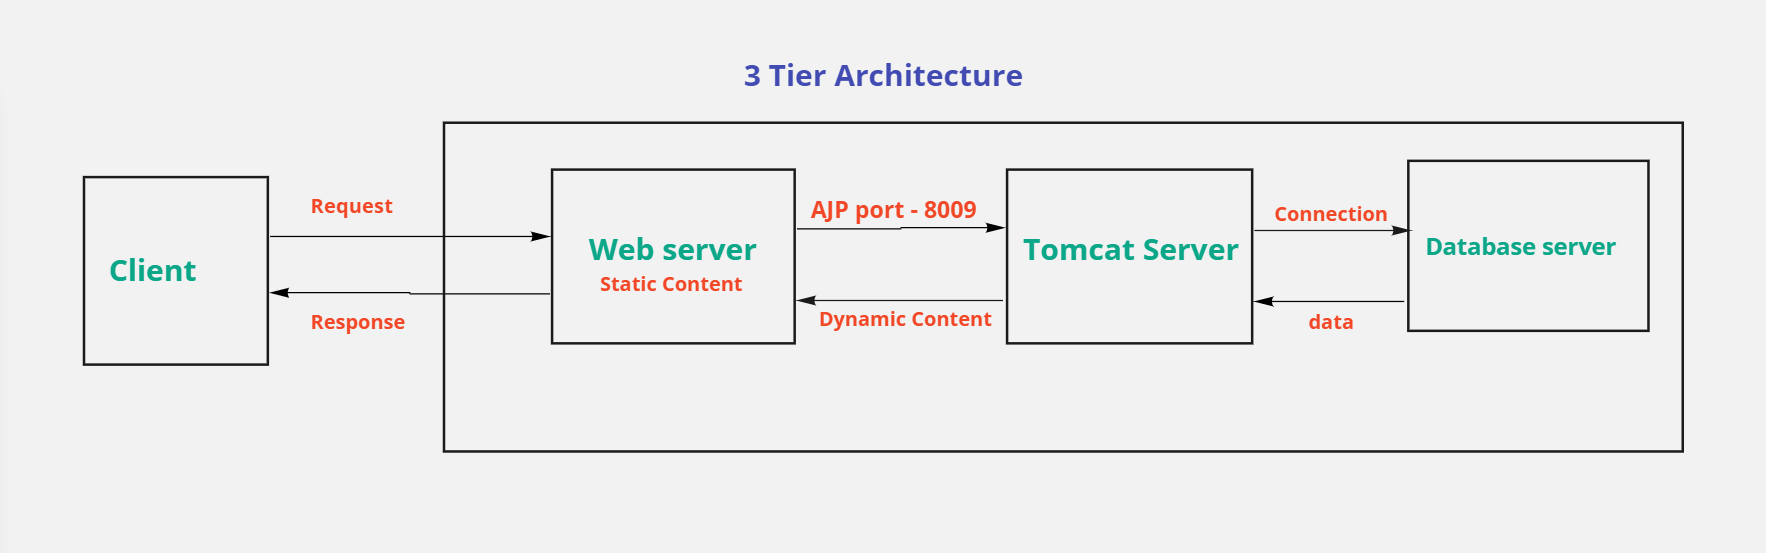 3 Tier Architecture
Client
Request
Response
Web server
Static Content
AJP port - 8009
Dynamic Content
Tomcat Server
Connection
data
Database server